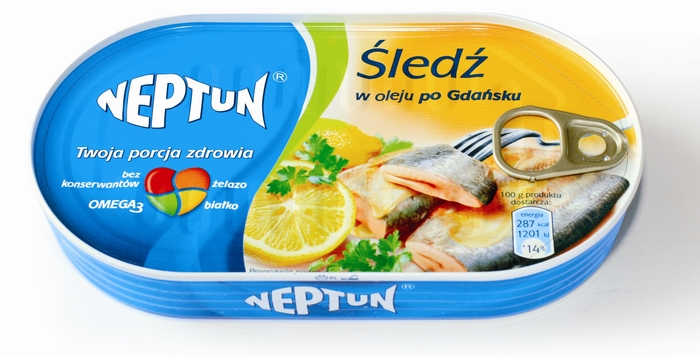 NEPTUN®
Twoja porcja zdrowia
bez
konserwantów
żelazo
OMEGA3
białko
Śledź
w oleju po Gdańsku
100 g produktu
dostarcza:
energia
287 kcal
1201 kJ
Propozycja
NEPTUN®